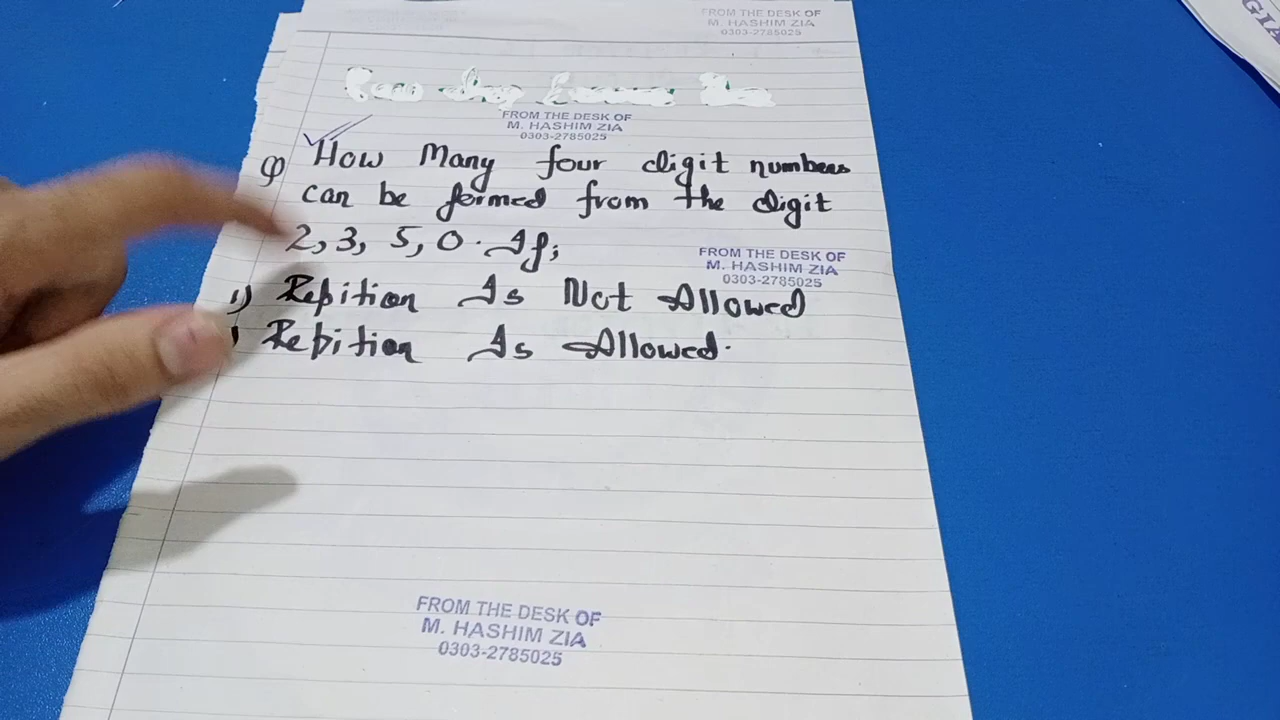 FROM THE DESK OF
M. HASHIM ZIA
0303-2785025
FROM THE DESK OF
M. HASHIM ZIA
0303-2785025
Q How Many four digit numbers
can be formed from the digit
2, 3, 5, 0. If;
FROM THE DESK OF
M. HASHIM ZIA
0303-2785025
i) Repition Is Not Allowed
) Repition Is Allowed.
FROM THE DESK OF
M. HASHIM ZIA
0303-2785025
GIA